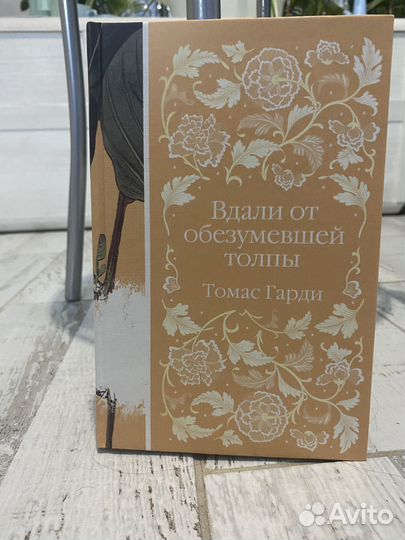 Вдали от
обезумевшей
толпы
Томас Гарди
Avito